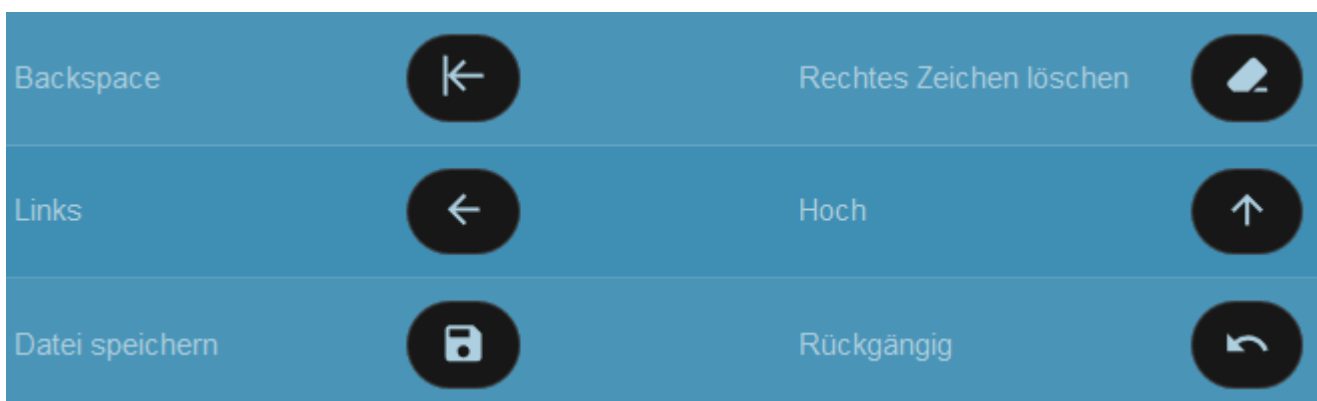 Backspace
Rechtes Zeichen löschen
Links
Hoch
Datei speichern
Rückgängig